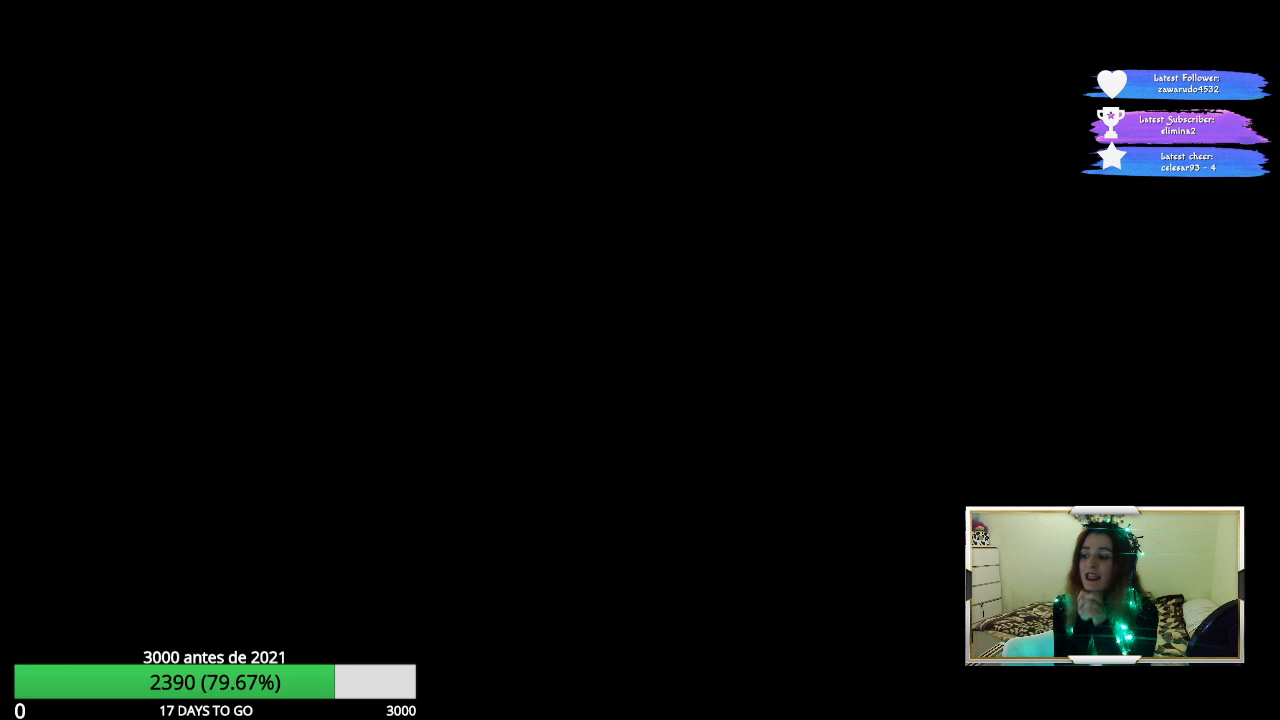 Latest Follower:
zawarudo4532
Latest Subscriber:
elimina2
Latest cheer:
celesar93 - 4
3000 antes de 2021
2390 (79.67%)
0 17 DAYS TO GO 3000